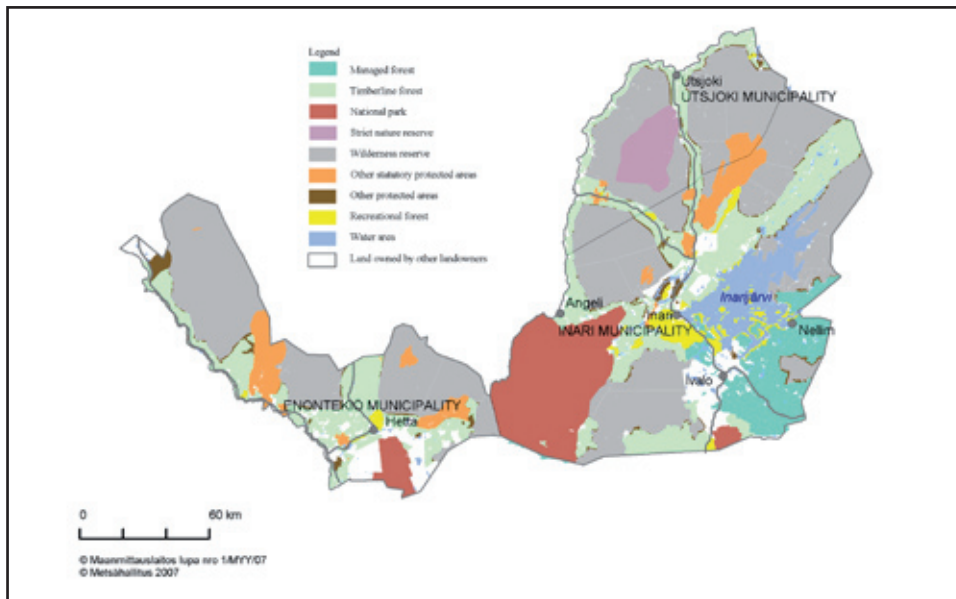 Legend
Managed forest
Timberline forest
National park
Strict nature reserve
Wilderness reserve
Other statutory protected areas
Other protected areas
Recreational forest
Water area
Land owned by other landowners
Utsjoki
UTSJOKI MUNICIPALITY
Angeli
Inari
INARI MUNICIPALITY
Inarijärvi
Nellim
Ivalo
ENONTEKIÖ MUNICIPALITY
Hetta
0 60 km
© Maanmittauslaitos lupa nro 1/MYY/07
© Metsähallitus 2007